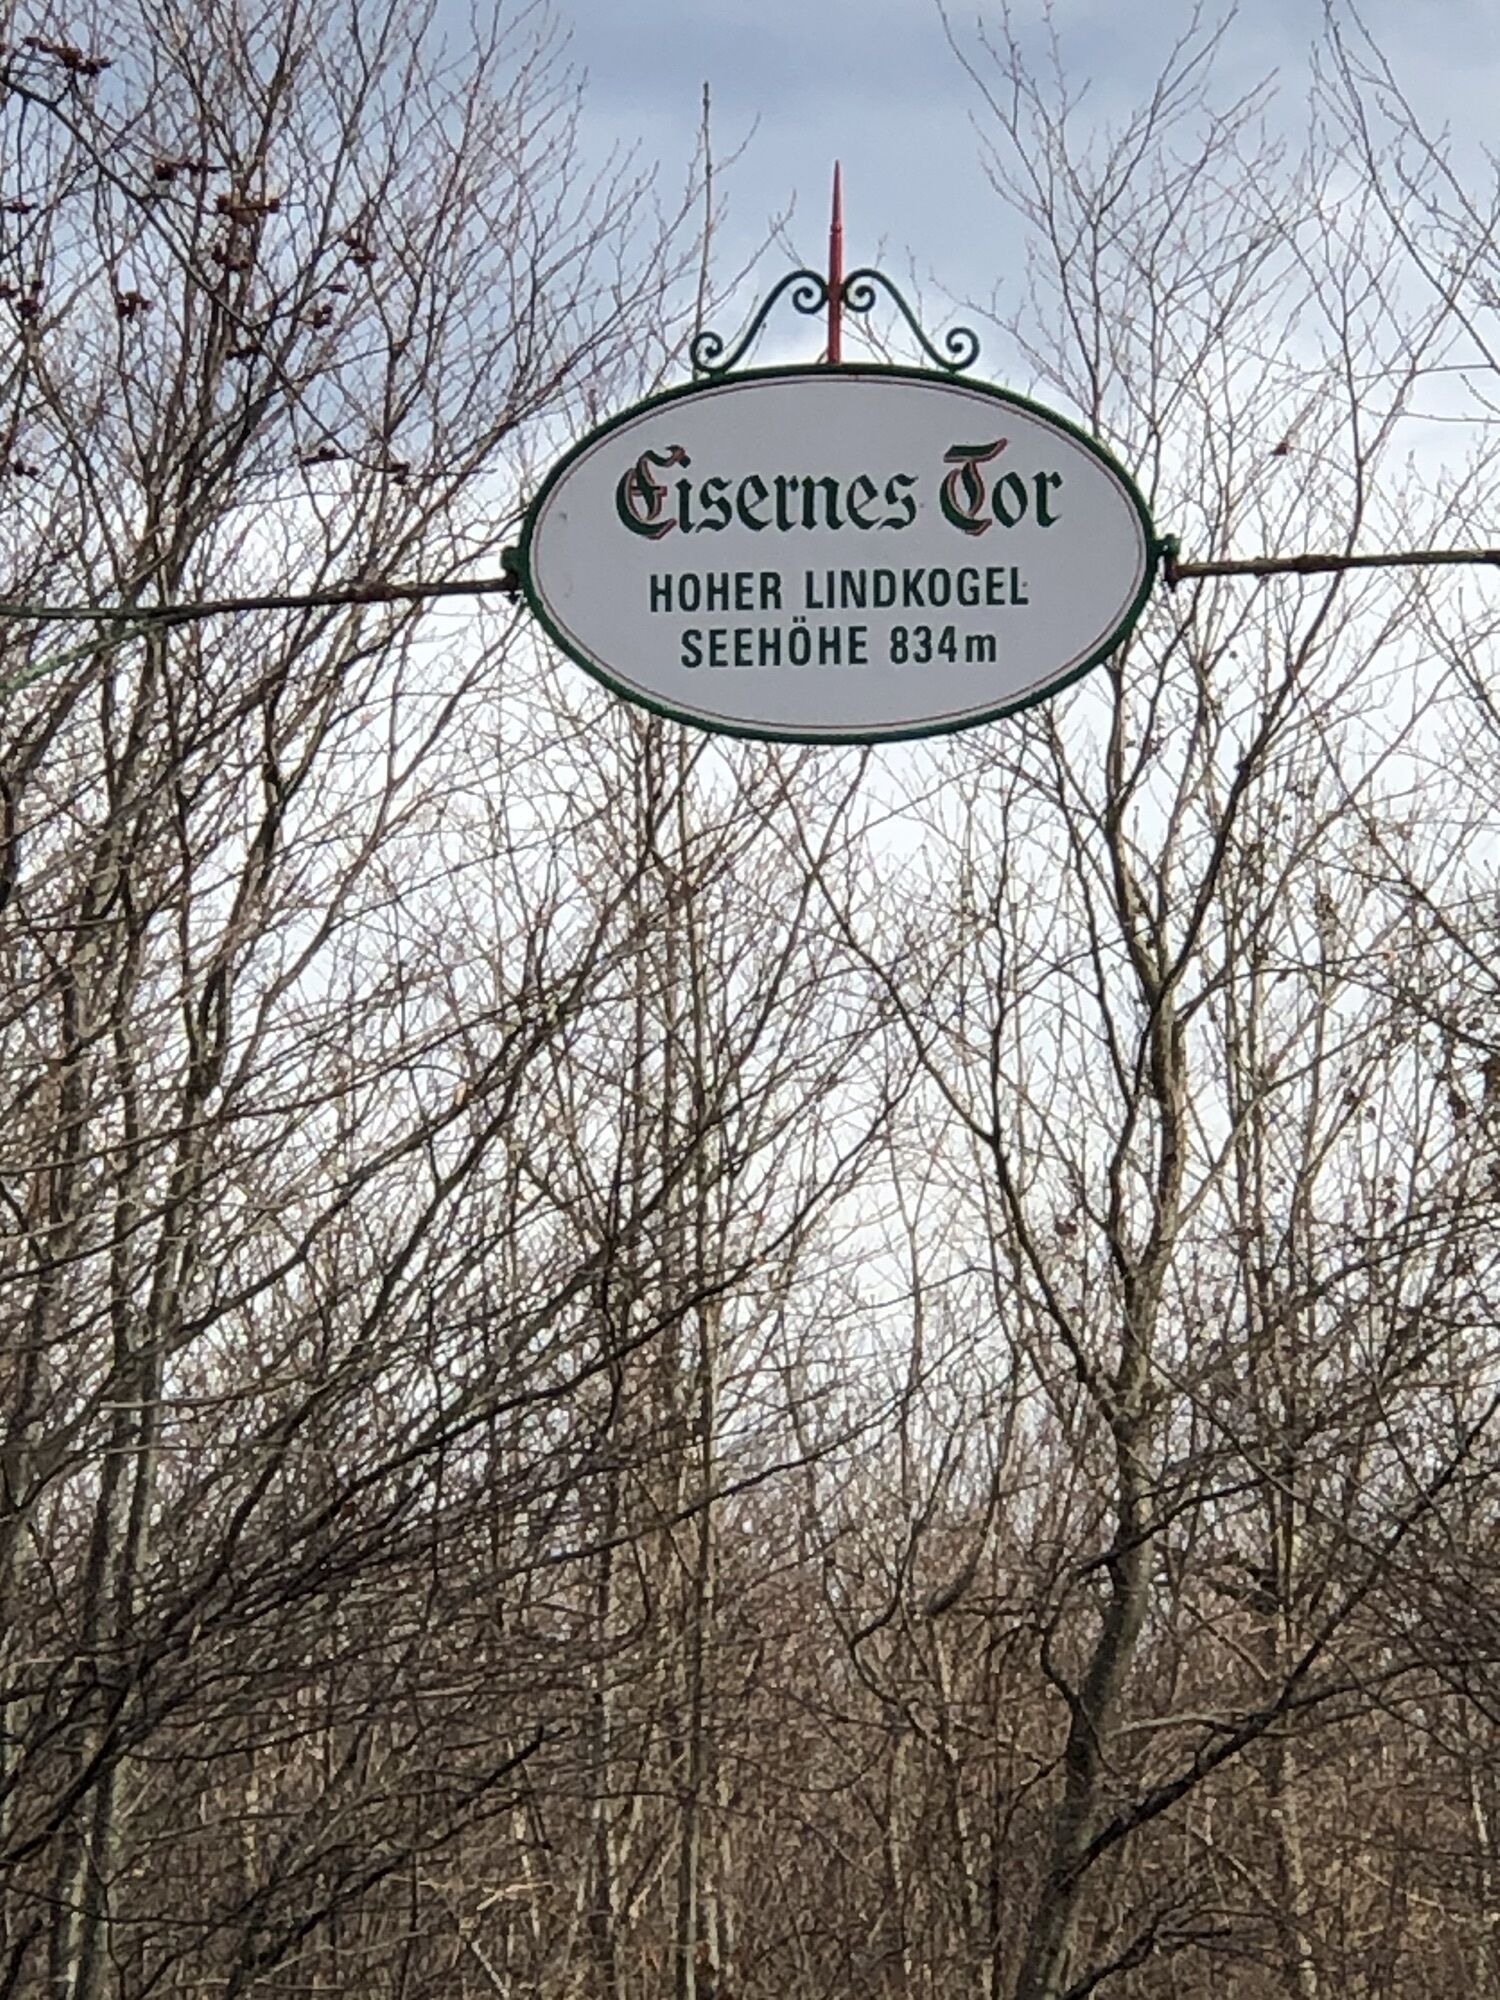 Eisernes Tor
HOHER LINDKOGEL
SEEHÖHE 834m